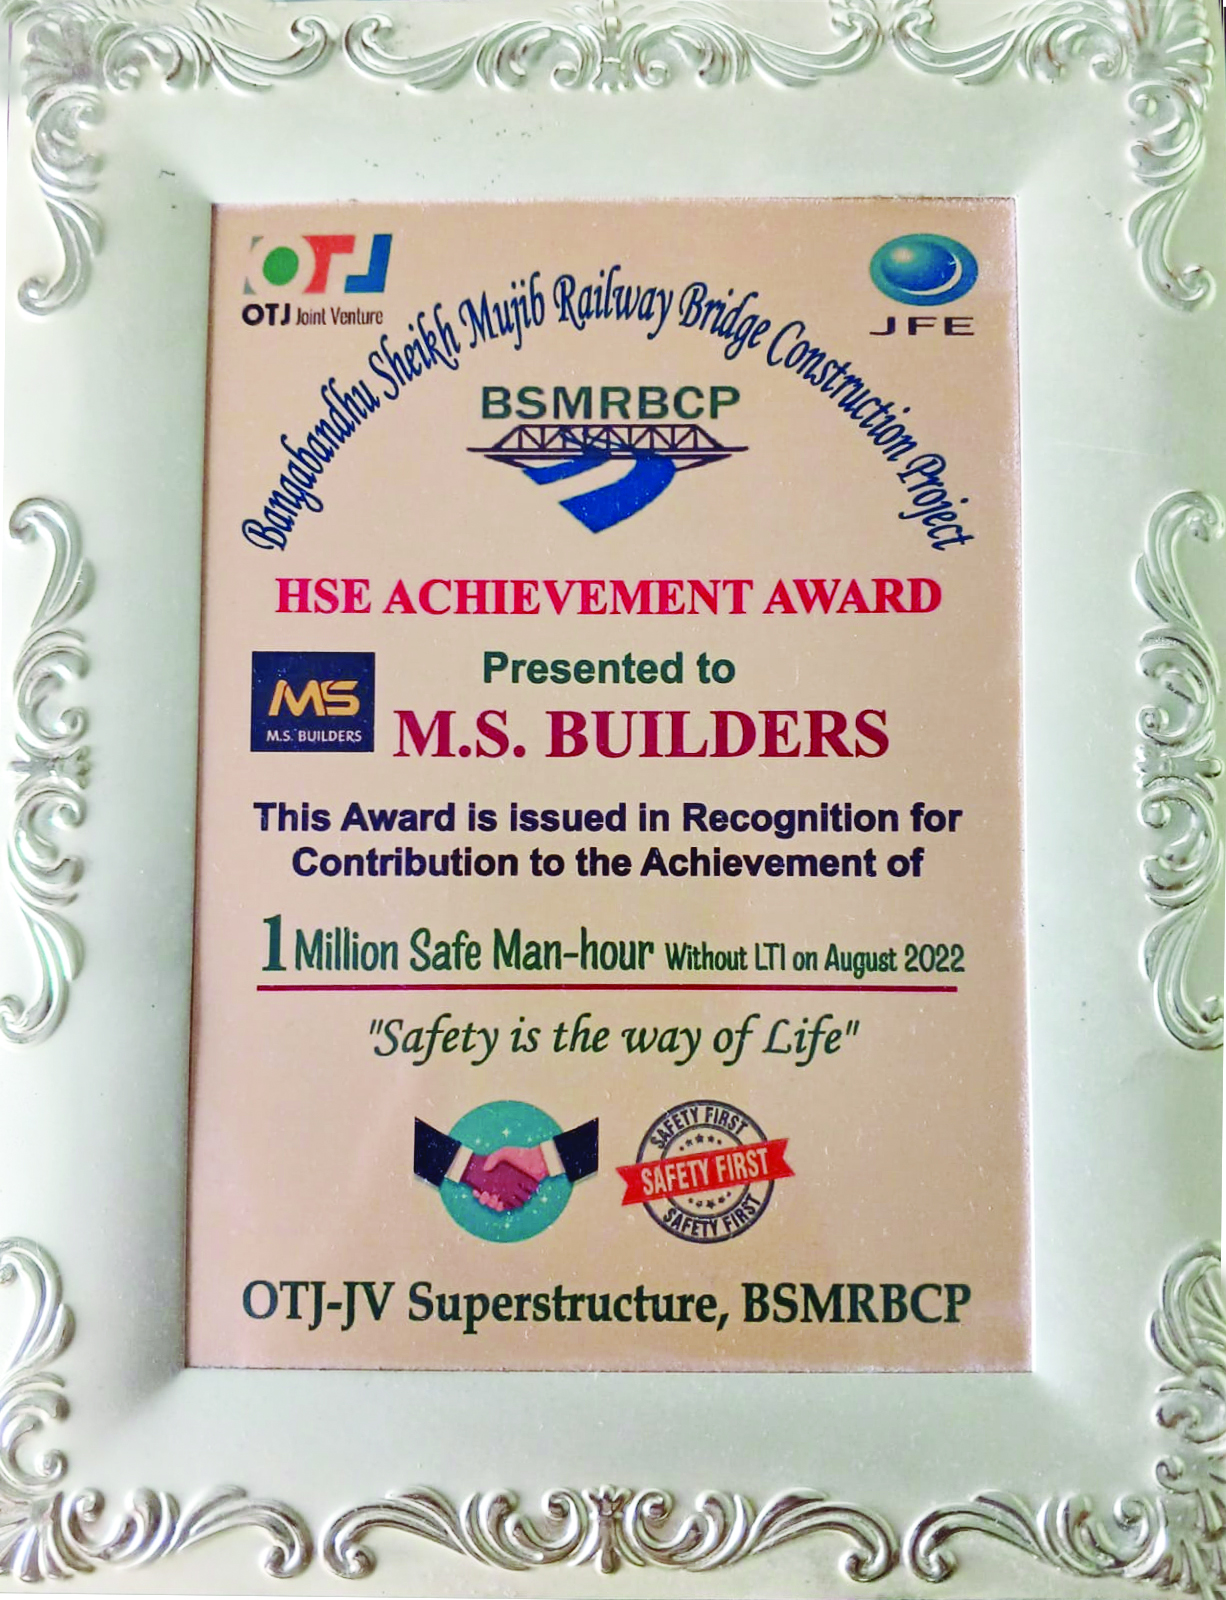 OTJ
OTJ Joint Venture
JFE
Bangabandhu Sheikh Mujib Railway Bridge Construction Project
BSMRBCP
HSE ACHIEVEMENT AWARD
Presented to
MS
M.S. BUILDERS
M.S. BUILDERS
This Award is issued in Recognition for
Contribution to the Achievement of
1 Million Safe Man-hour Without LTI on August 2022
"Safety is the way of Life"
SAFETY FIRST
SAFETY FIRST
SAFETY FIRST
OTJ-JV Superstructure, BSMRBCP